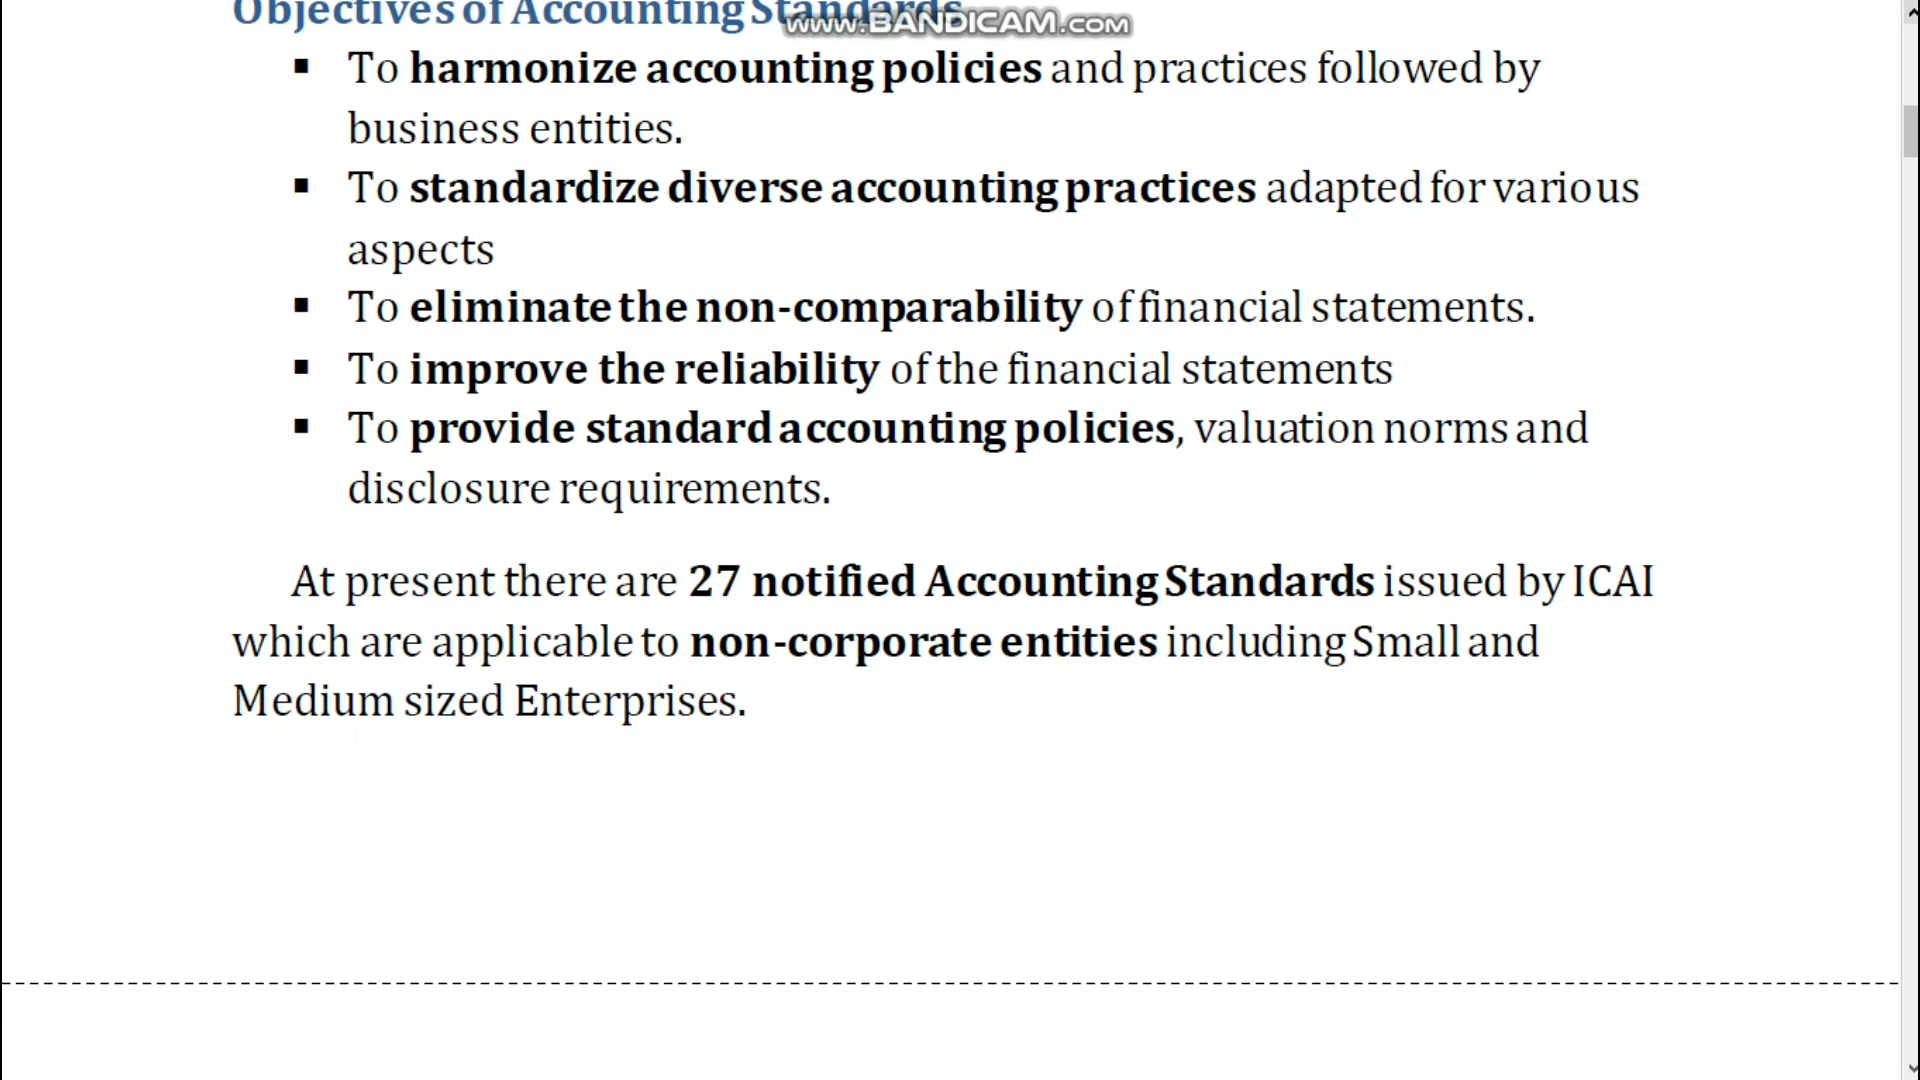 Objectives of Accounting Standards
www.BANDICAM.com
▪ To harmonize accounting policies and practices followed by
business entities.
▪ To standardize diverse accounting practices adapted for various
aspects
▪ To eliminate the non-comparability of financial statements.
▪ To improve the reliability of the financial statements
▪ To provide standard accounting policies, valuation norms and
disclosure requirements.
At present there are 27 notified Accounting Standards issued by ICAI
which are applicable to non-corporate entities including Small and
Medium sized Enterprises.